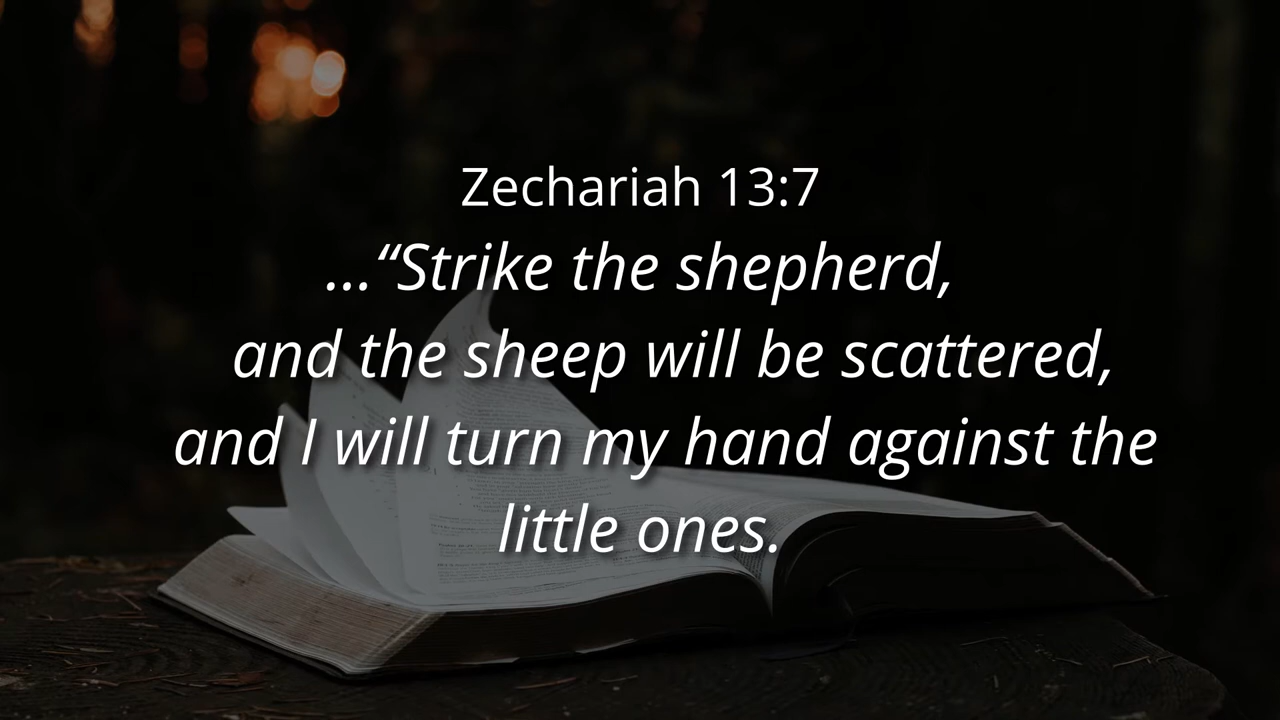 Zechariah 13:7
…“Strike the shepherd,
and the sheep will be scattered,
and I will turn my hand against the
little ones.